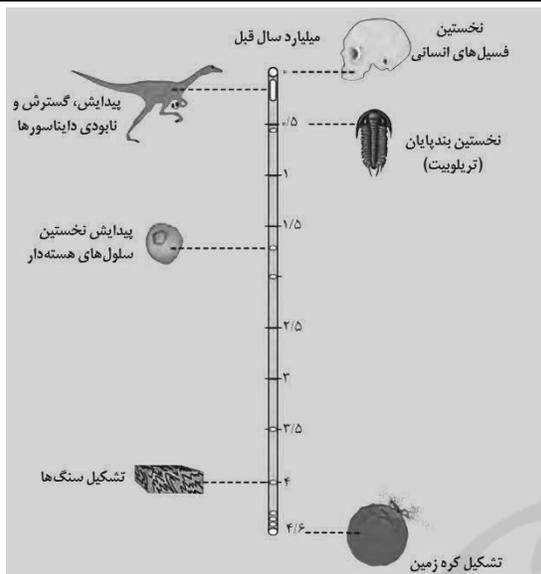 نخستین
فسیل‌های انسانی
میلیارد سال قبل
۰
پیدایش، گسترش و
نابودی دایناسورها
۰/۵
نخستین بندپایان
(تریلوبیت)
۱
۱/۵
پیدایش نخستین
سلول‌های هسته‌دار
۲/۵
۳
۳/۵
تشکیل سنگ‌ها
۴
۴/۶
تشکیل کره زمین